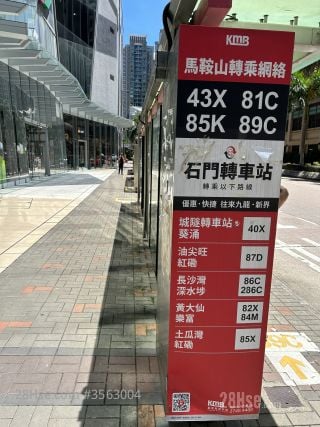 KMB
馬鞍山轉乘網絡
43X 81C
85K 89C
石門轉車站
轉乘以下路線
優惠·快捷 往來九龍·新界
城隧轉車站
葵涌
40X
油尖旺
紅磡
87D
長沙灣
深水埗
86C
286C
黃大仙
樂富
82X
84M
土瓜灣
紅磡
85X
KMB
28Hse